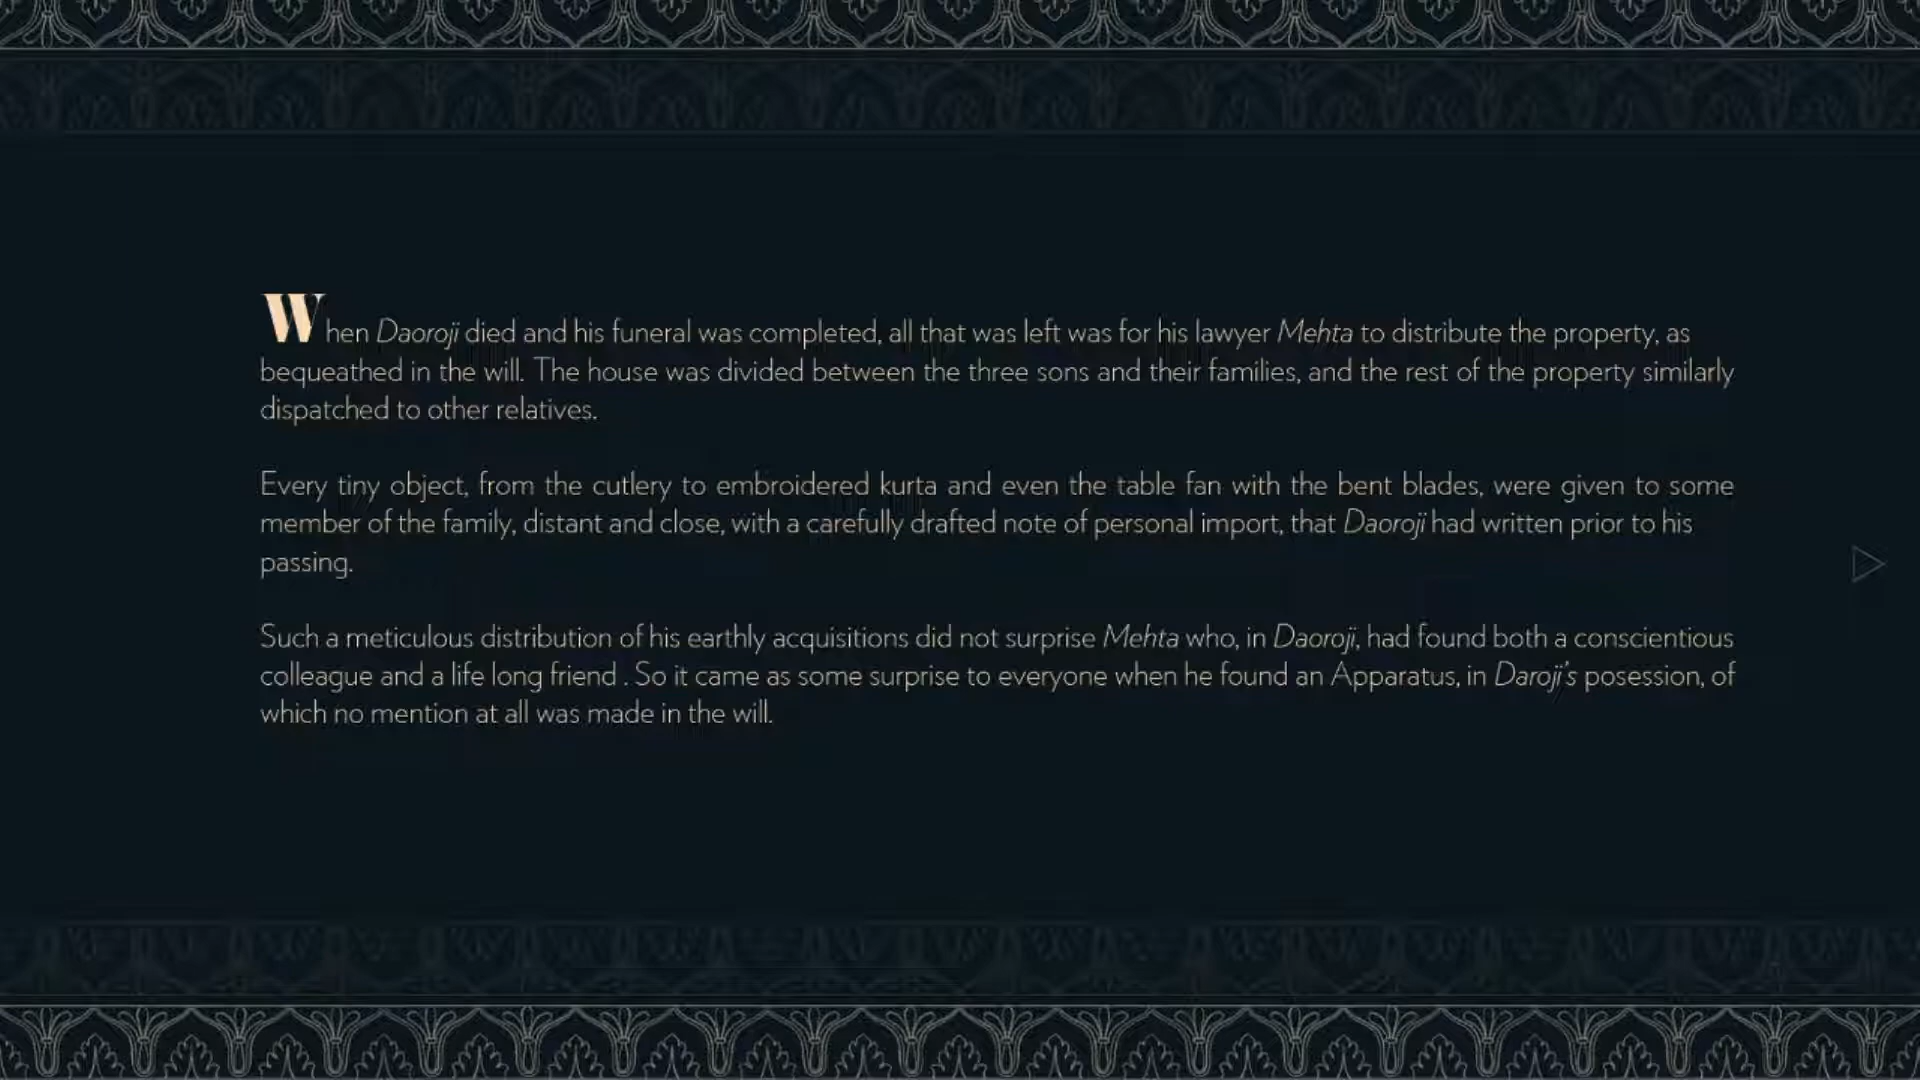 When Daoroji died and his funeral was completed, all that was left was for his lawyer Mehta to distribute the property, as
bequeathed in the will. The house was divided between the three sons and their families, and the rest of the property similarly
dispatched to other relatives.
Every tiny object, from the cutlery to embroidered kurta and even the table fan with the bent blades, were given to some
member of the family, distant and close, with a carefully drafted note of personal import, that Daoroji had written prior to his
passing.
Such a meticulous distribution of his earthly acquisitions did not surprise Mehta who, in Daoroji, had found both a conscientious
colleague and a life long friend . So it came as some surprise to everyone when he found an Apparatus, in Daroji's posession, of
which no mention at all was made in the will.